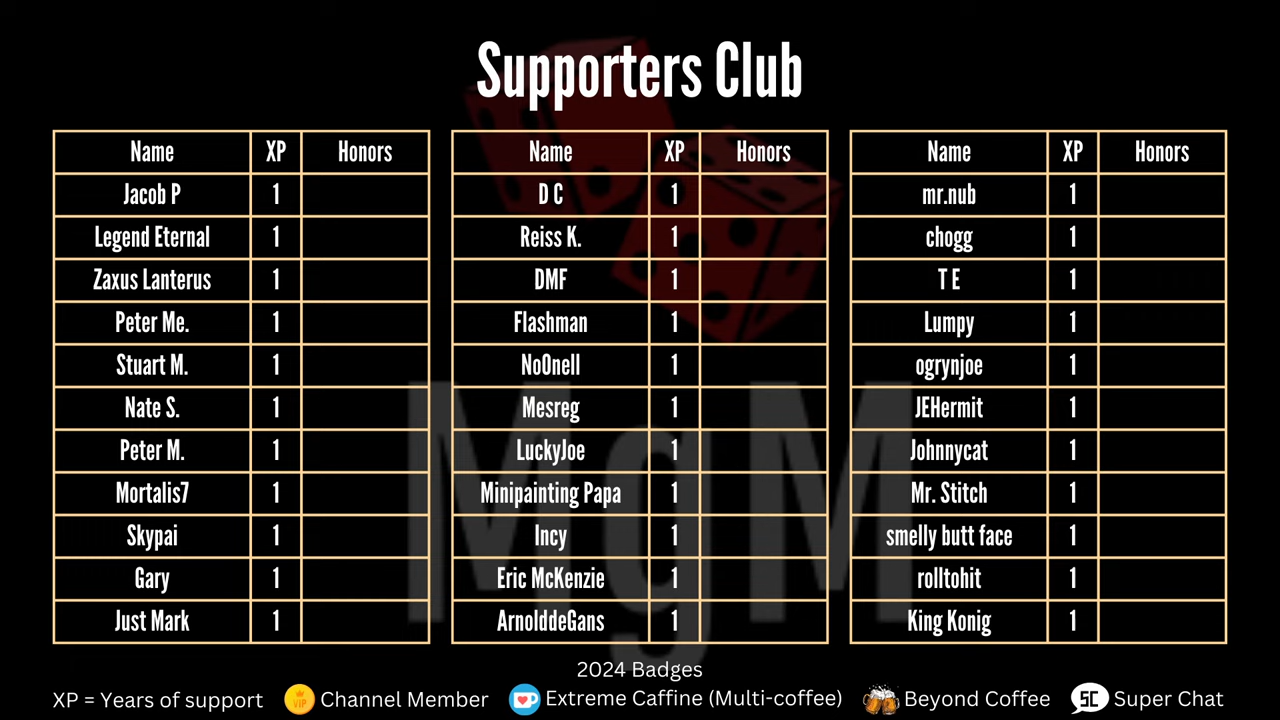 Supporters Club
Name XP Honors
Jacob P 1
Legend Eternal 1
Zaxus Lanterus 1
Peter Me. 1
Stuart M. 1
Nate S. 1
Peter M. 1
Mortalis7 1
Skypai 1
Gary 1
Just Mark 1
Name XP Honors
D C 1
Reiss K. 1
DMF 1
Flashman 1
NoOnell 1
Mesreg 1
LuckyJoe 1
Minipainting Papa 1
Incy 1
Eric McKenzie 1
ArnolddeGans 1
Name XP Honors
mr.nub 1
chogg 1
T E 1
Lumpy 1
ogrynjoe 1
JEHermit 1
Johnnycat 1
Mr. Stitch 1
smelly butt face 1
rolltohit 1
King Konig 1
MgM
2024 Badges
XP = Years of support VIP Channel Member Extreme Caffine (Multi-coffee) Beyond Coffee SC Super Chat